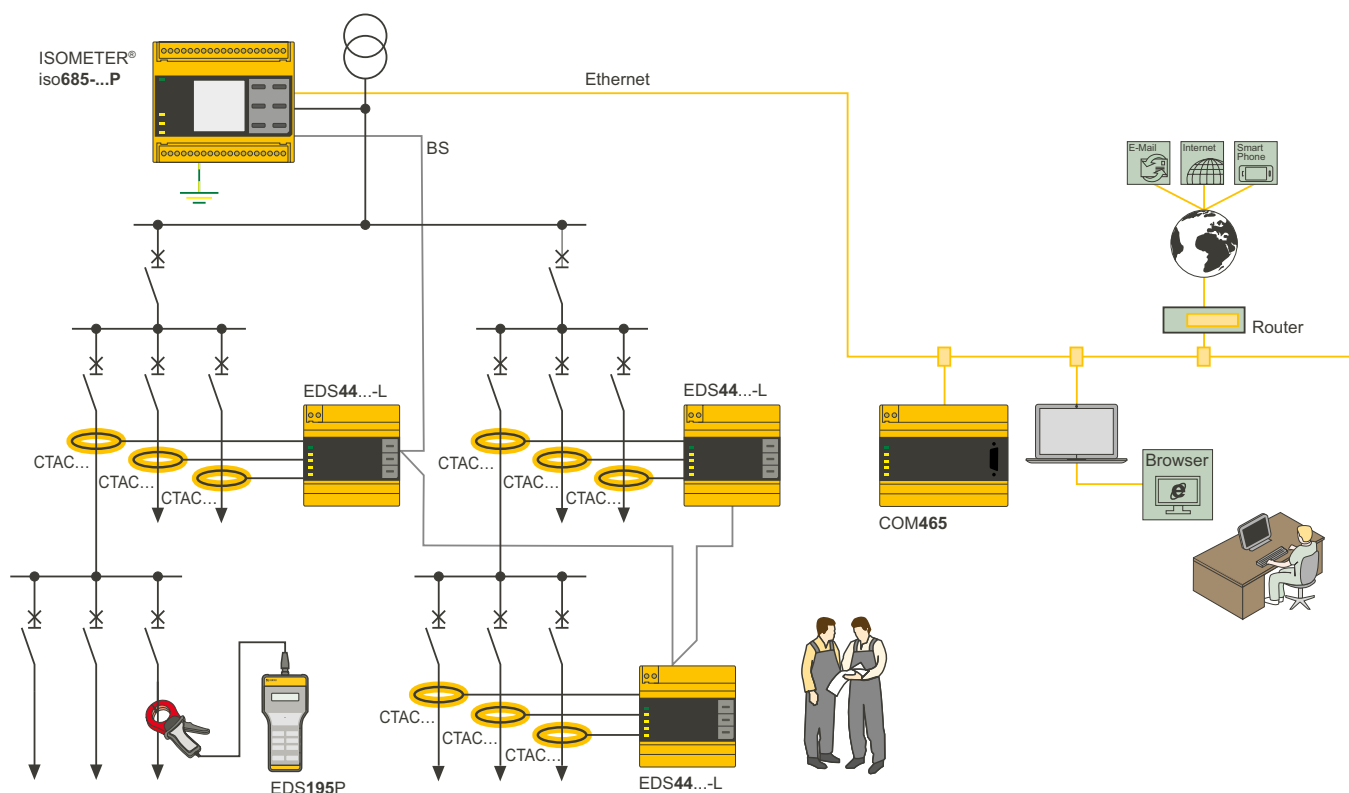 ISOMETER®
iso685-...P
Ethernet
BS
E-Mail
Internet
Smart
Phone
Router
EDS44...-L
EDS44...-L
CTAC...
CTAC...
CTAC...
CTAC...
CTAC...
CTAC...
COM465
Browser
CTAC...
CTAC...
CTAC...
EDS195P
EDS44...-L